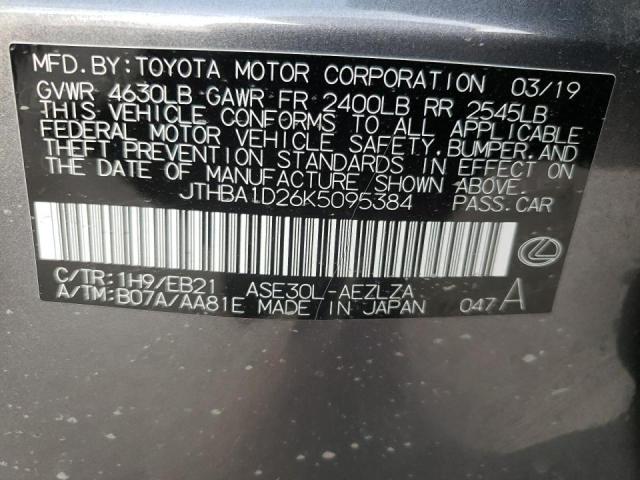 MFD.BY:TOYOTA MOTOR CORPORATION 03/19
GVWR 4630LB GAWR FR 2400LB RR 2545LB
THIS VEHICLE CONFORMS TO ALL APPLICABLE
FEDERAL MOTOR VEHICLE SAFETY,BUMPER,AND
THEFT PREVENTION STANDARDS IN EFFECT ON
THE DATE OF MANUFACTURE SHOWN ABOVE.
JTHBA1D26K5095384 PASS.CAR
C/TR:1H9/EB21 ASE30L-AEZLZA
A/TM:B07A/AA81E MADE IN JAPAN 047A